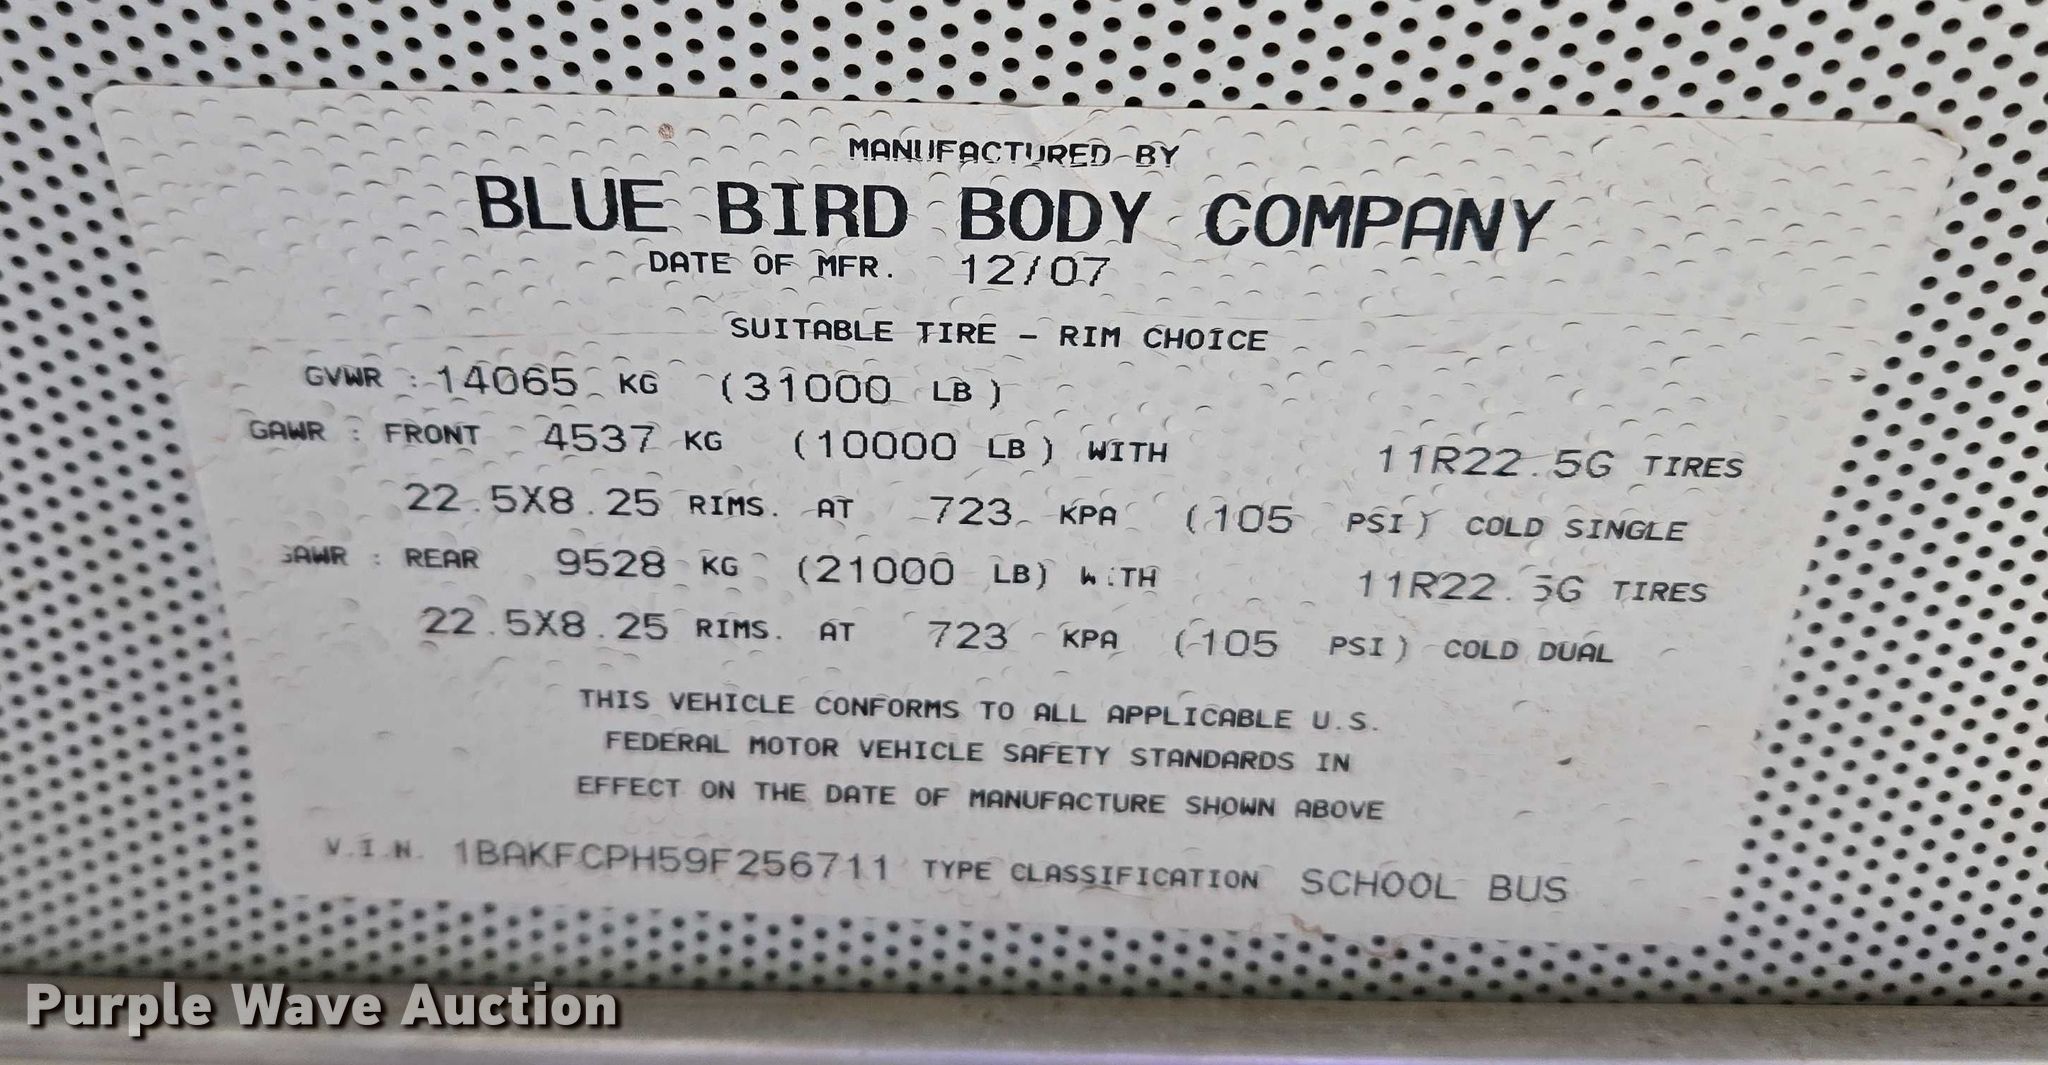 MANUFACTURED BY
BLUE BIRD BODY COMPANY
DATE OF MFR. 12/07
SUITABLE TIRE - RIM CHOICE
GVWR : 14065 KG (31000 LB)
GAWR : FRONT 4537 KG (10000 LB) WITH 11R22.5G TIRES
22.5X8.25 RIMS. AT 723 KPA (105 PSI) COLD SINGLE
GAWR : REAR 9528 KG (21000 LB) WITH 11R22.5G TIRES
22.5X8.25 RIMS. AT 723 KPA (105 PSI) COLD DUAL
THIS VEHICLE CONFORMS TO ALL APPLICABLE U.S.
FEDERAL MOTOR VEHICLE SAFETY STANDARDS IN
EFFECT ON THE DATE OF MANUFACTURE SHOWN ABOVE
V.I.N. 1BAKFCPH59F256711 TYPE CLASSIFICATION SCHOOL BUS
Purple Wave Auction